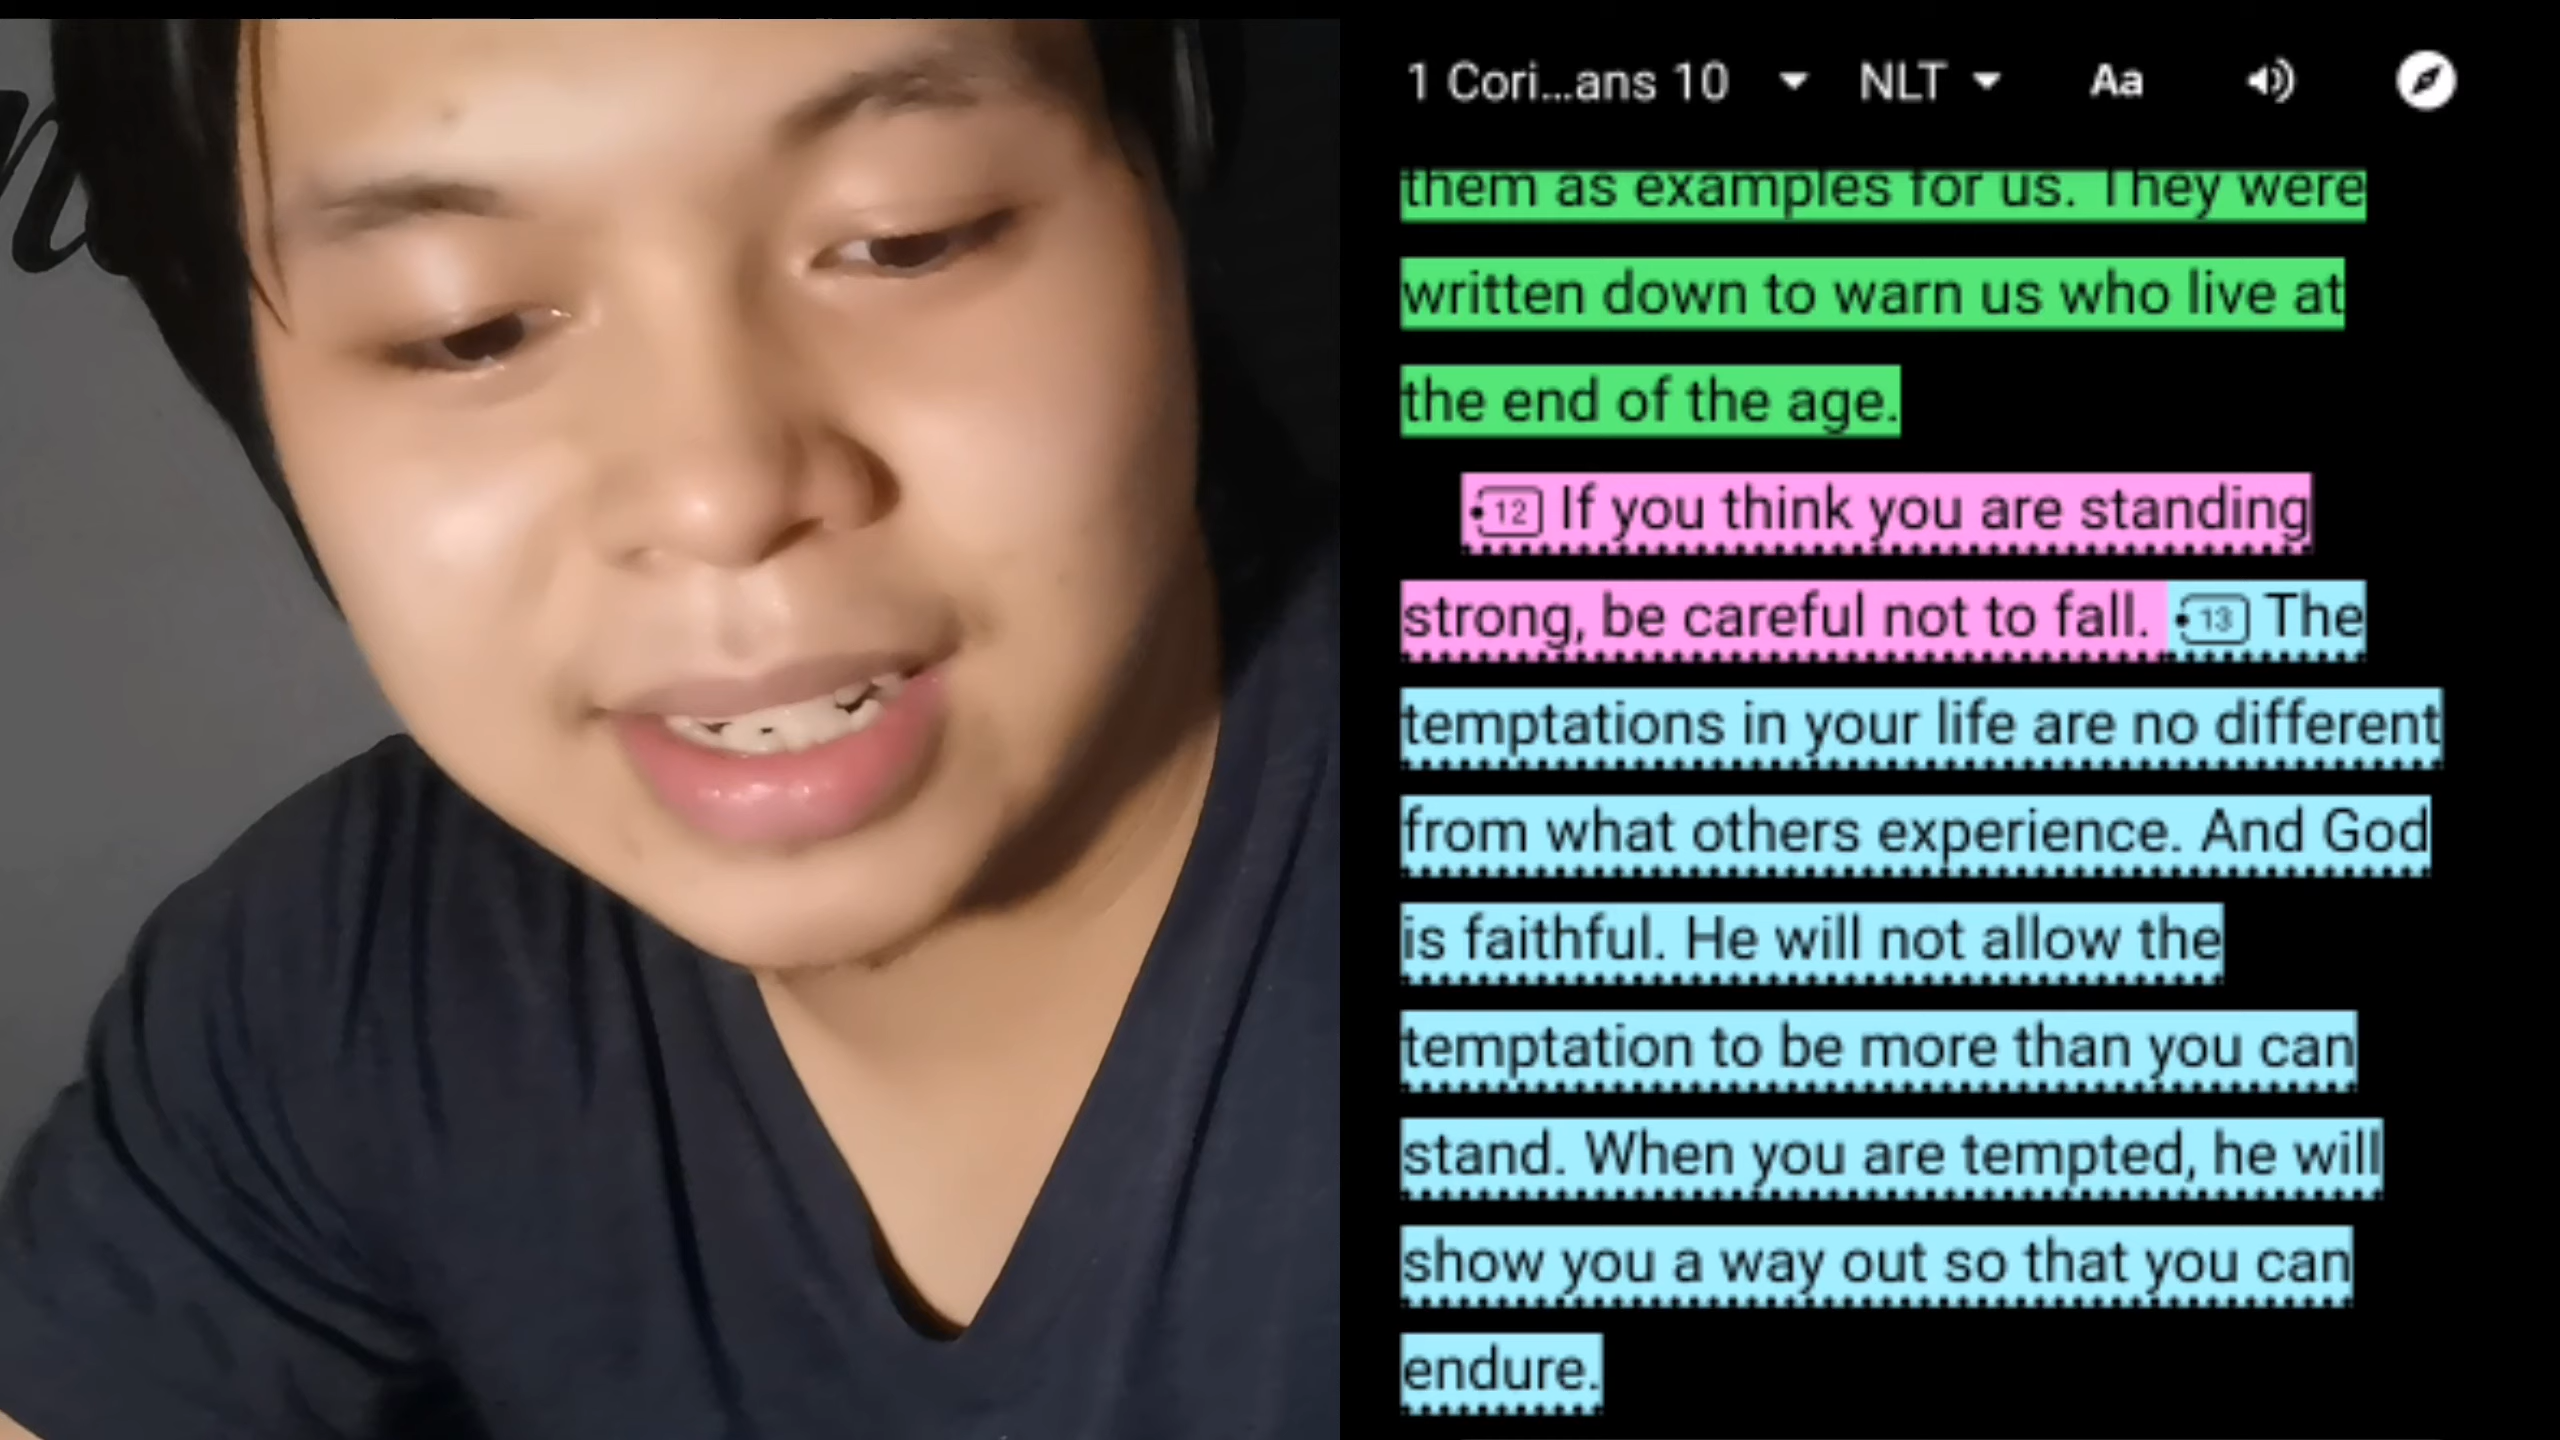 1 Cori...ans 10 NLT Aa
them as examples for us. They were
written down to warn us who live at
the end of the age.
12 If you think you are standing
strong, be careful not to fall. 13 The
temptations in your life are no different
from what others experience. And God
is faithful. He will not allow the
temptation to be more than you can
stand. When you are tempted, he will
show you a way out so that you can
endure.